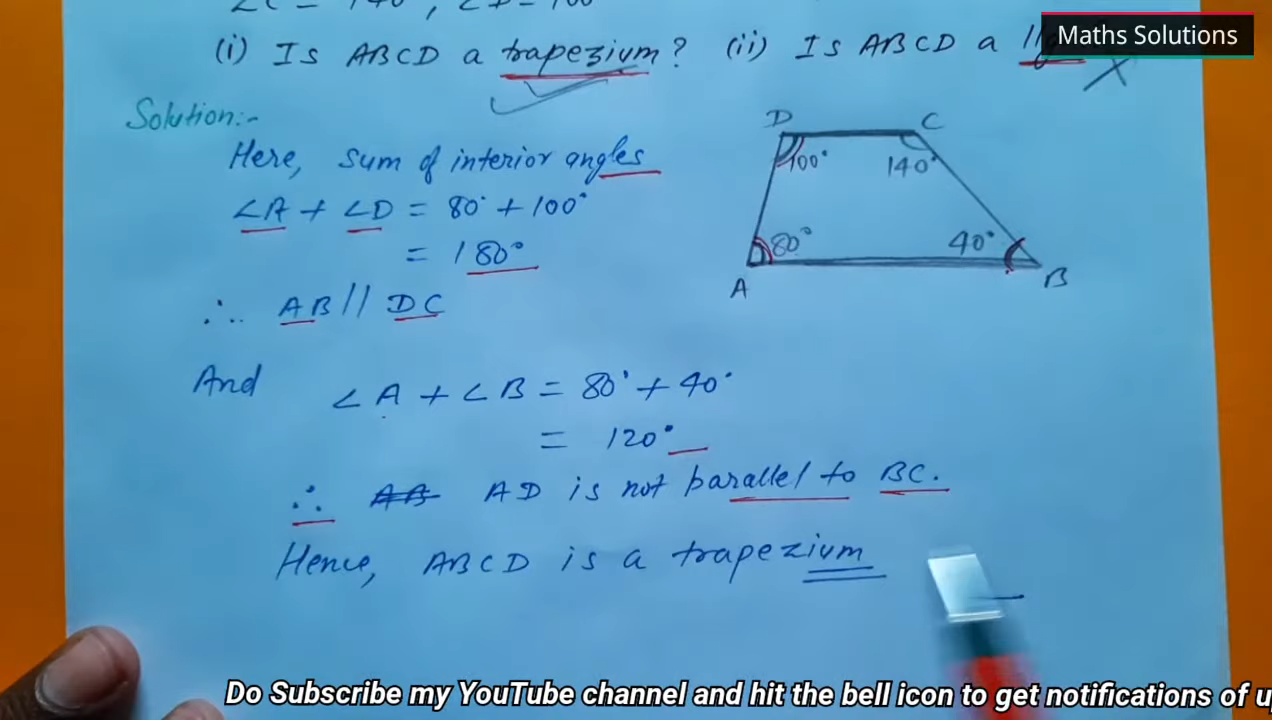 ∠C = 140°, ∠D = 100°
(i) Is ABCD a trapezium? (ii) Is ABCD a
Maths Solutions
Solution:-
Here, sum of interior angles
∠A + ∠D = 80° + 100°
= 180°
∴ AB // DC
And ∠A + ∠B = 80° + 40°
= 120°
∴ AD is not parallel to BC.
Hence, ABCD is a trapezium
D C
100° 140°
80° 40°
A B
Do Subscribe my YouTube channel and hit the bell icon to get notifications of u